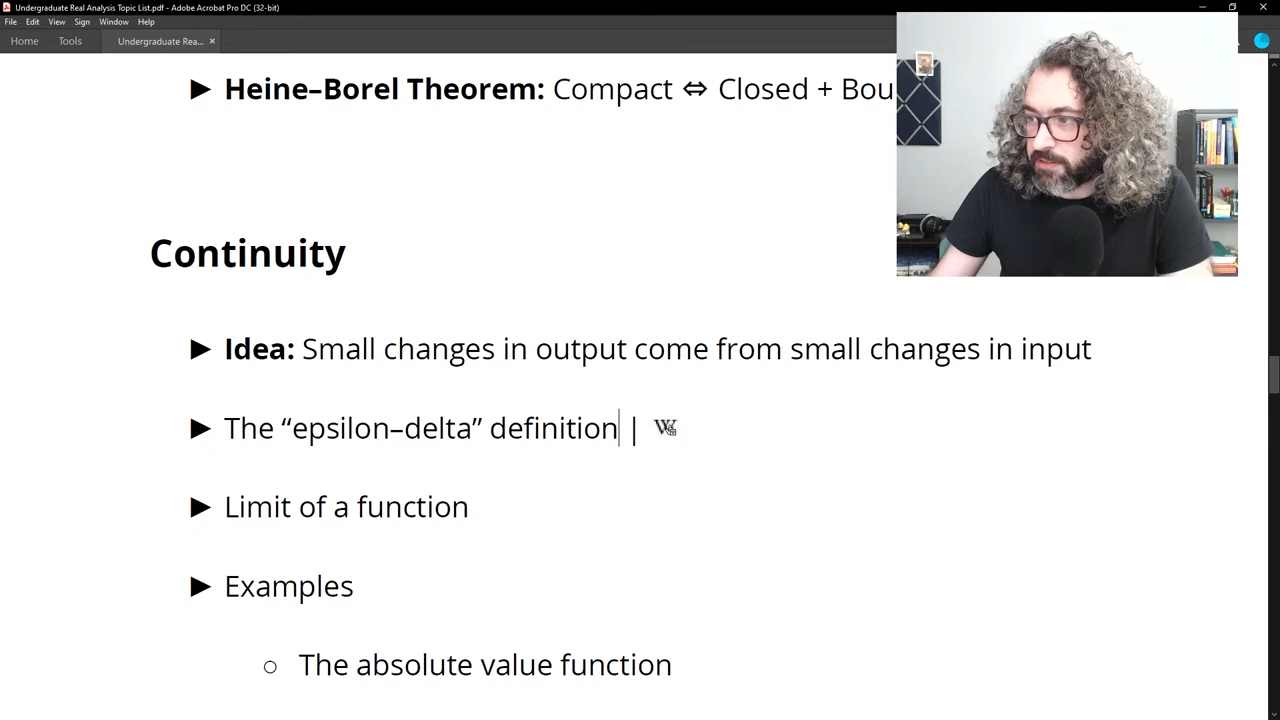 Undergraduate Real Analysis Topic List.pdf - Adobe Acrobat Pro DC (32-bit)
File Edit View Sign Window Help
Home Tools Undergraduate Rea... ×
► Heine–Borel Theorem: Compact ⇔ Closed + Bou
Continuity
► Idea: Small changes in output come from small changes in input
► The “epsilon–delta” definition | W
► Limit of a function
► Examples
○ The absolute value function